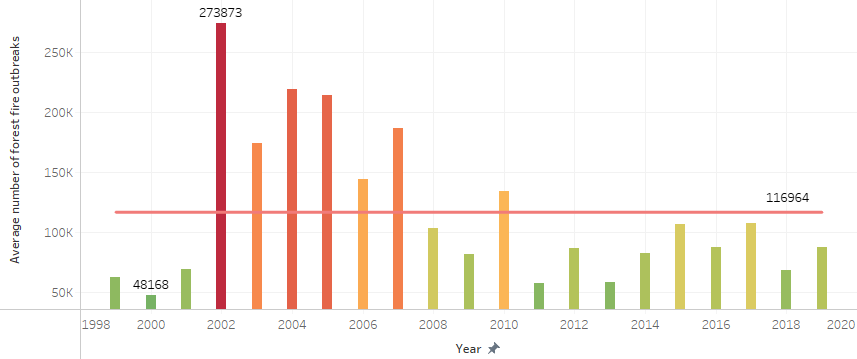 273873
250K
200K
150K
116964
100K
48168
50K
Average number of forest fire outbreaks
1998 2000 2002 2004 2006 2008 2010 2012 2014 2016 2018 2020
Year